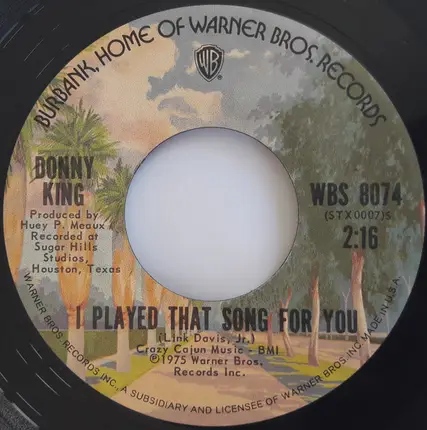 BURBANK, HOME OF WARNER BROS. RECORDS
WB
DONNY
KING
Produced by
Huey P. Meaux
Recorded at
Sugar Hills
Studios,
Houston, Texas
WBS 8074
(STX0007)S
2:16
I PLAYED THAT SONG FOR YOU
(Link Davis, Jr.)
Crazy Cajun Music - BMI
℗1975 Warner Bros.
Records Inc.
WARNER BROS. RECORDS INC., A SUBSIDIARY AND LICENSEE OF WARNER BROS. INC. MADE IN U.S.A.